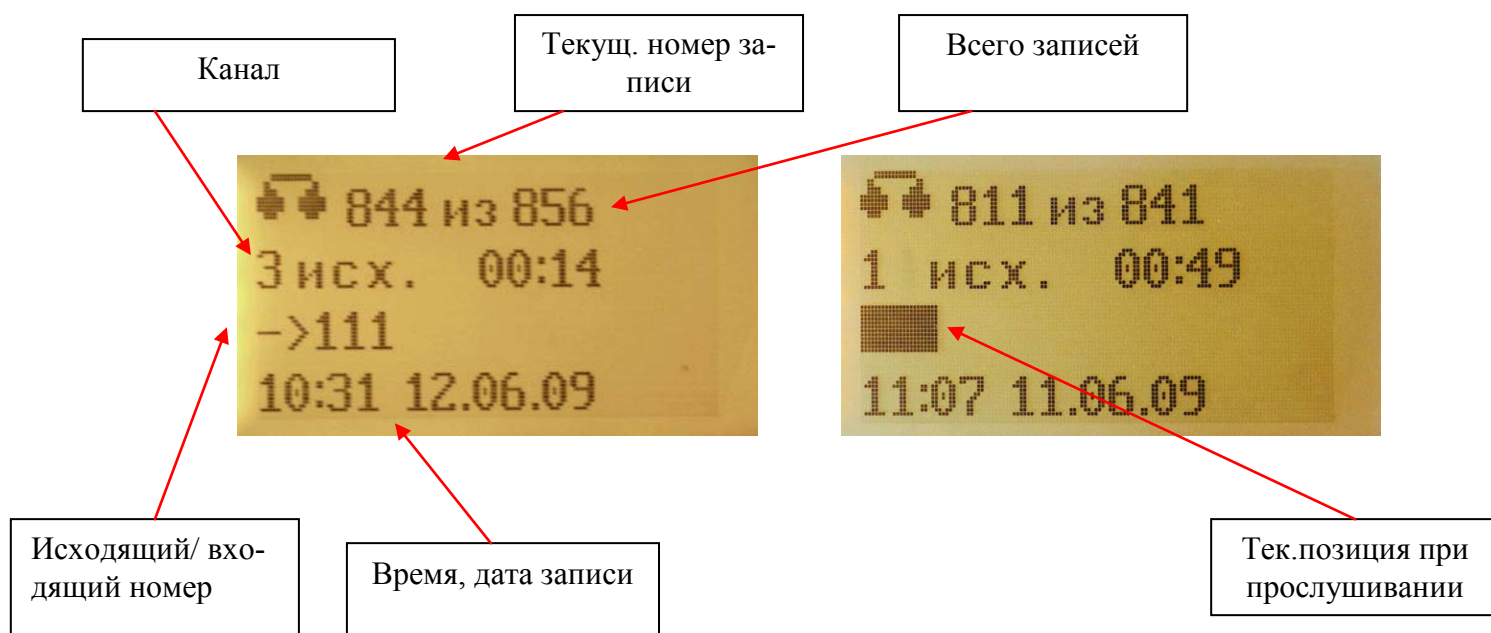 Канал
Текущ. номер за-
писи
Всего записей
844 из 856
3 исх. 00:14
->111
10:31 12.06.09
811 из 841
1 исх. 00:49
11:07 11.06.09
Исходящий/ вхо-
дящий номер
Время, дата записи
Тек.позиция при
прослушивании